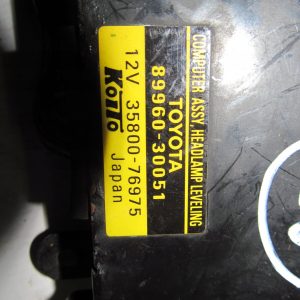 COMPUTER ASSY, HEADLAMP LEVELING
TOYOTA
89960-30051
12V 35800-76975
KOITO Japan